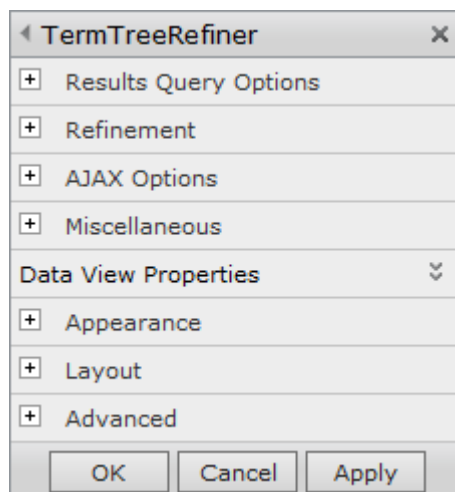 TermTreeRefiner
Results Query Options
Refinement
AJAX Options
Miscellaneous
Data View Properties
Appearance
Layout
Advanced
OK Cancel Apply